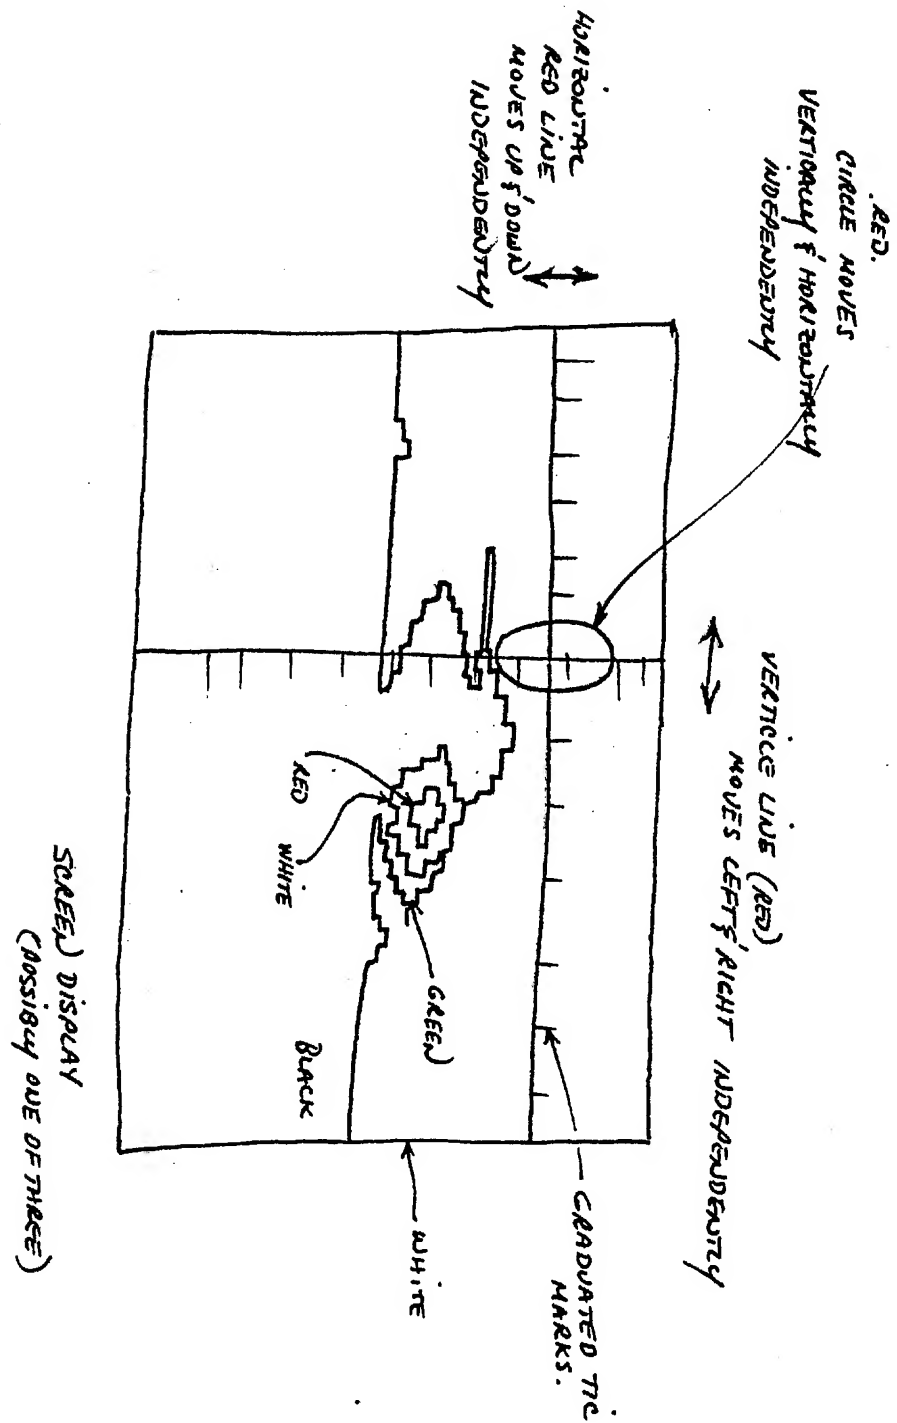 .RED.
CIRCLE MOVES
VERTICALLY & HORIZONTALLY
INDEPENDENTLY
VERTICLE LINE (RED)
MOVES LEFT & RIGHT INDEPENDENTLY
HORIZONTAL
RED LINE
MOVES UP & DOWN
INDEPENDENTLY
GRADUATED TIC
MARKS.
WHITE
GREEN
RED
WHITE
BLACK
SCREEN DISPLAY
(POSSIBLY ONE OF THREE)